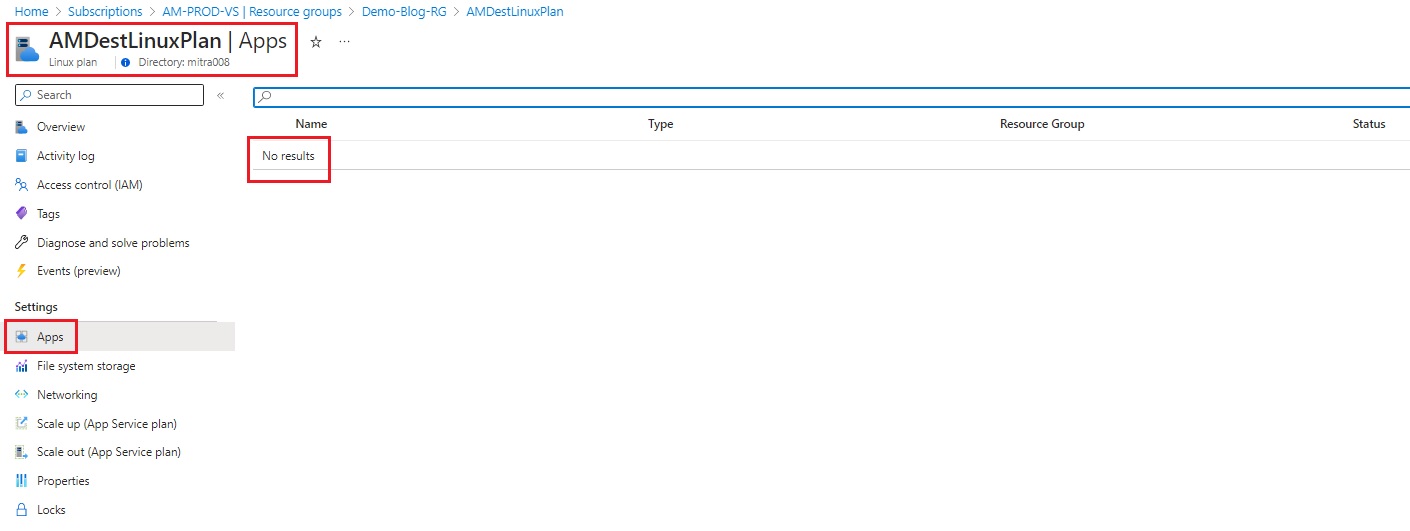 Home > Subscriptions > AM-PROD-VS | Resource groups > Demo-Blog-RG > AMDestLinuxPlan
AMDestLinuxPlan | Apps
Linux plan Directory: mitra008
Search
Overview
Activity log
Access control (IAM)
Tags
Diagnose and solve problems
Events (preview)
Settings
Apps
File system storage
Networking
Scale up (App Service plan)
Scale out (App Service plan)
Properties
Locks
Name Type Resource Group Status
No results